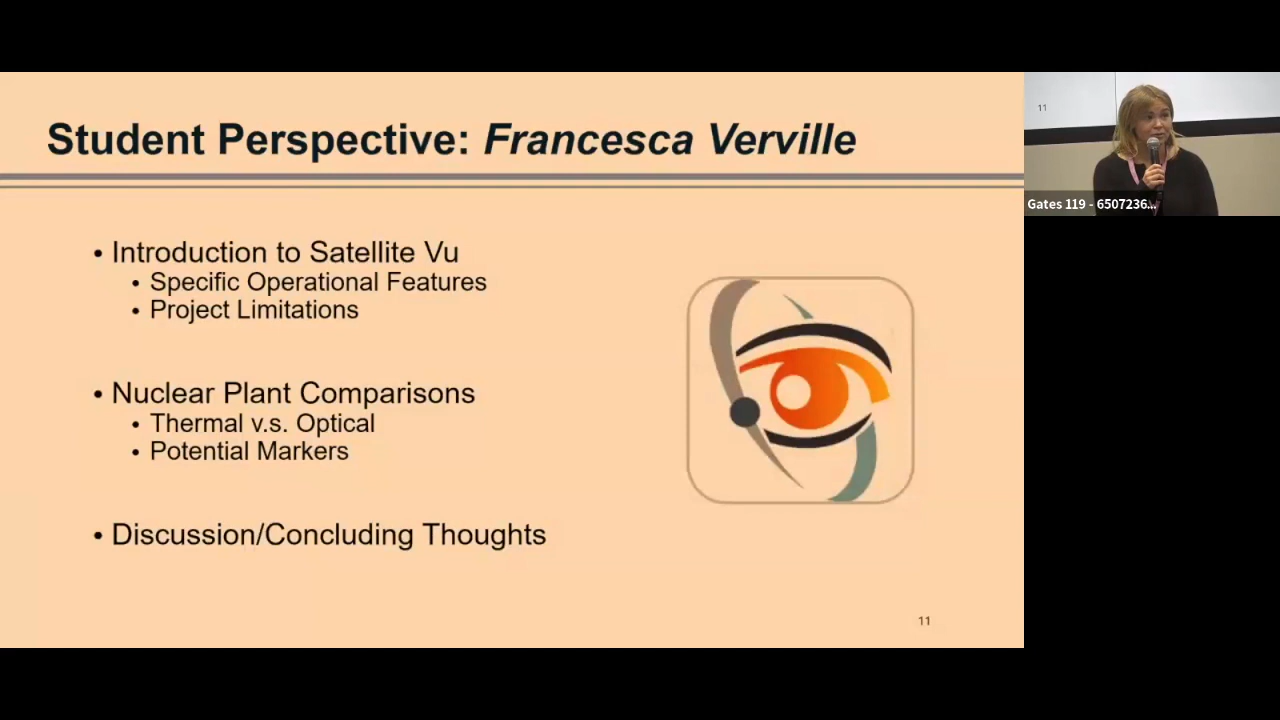 Student Perspective: Francesca Verville
• Introduction to Satellite Vu
• Specific Operational Features
• Project Limitations
• Nuclear Plant Comparisons
• Thermal v.s. Optical
• Potential Markers
• Discussion/Concluding Thoughts
11
11
Gates 119 - 6507236...